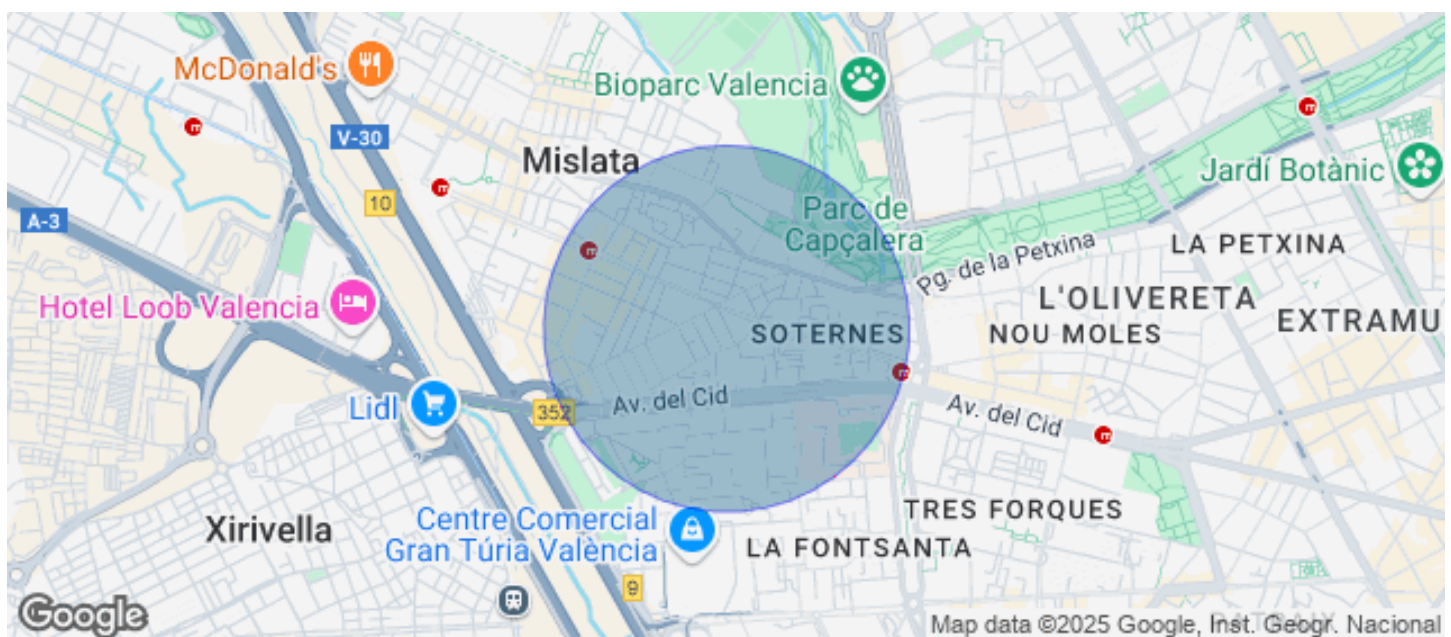 McDonald's
Bioparc Valencia
V-30
Mislata
Jardí Botànic
10
A-3
Parc de
Capçalera
LA PETXINA
Pg. de la Petxina
Hotel Loob Valencia
L'OLIVERETA
SOTERNES
NOU MOLES
EXTRAMU
Lidl
352
Av. del Cid
Av. del Cid
Xirivella
Centre Comercial
Gran Túria València
TRES FORQUES
LA FONTSANTA
9
Google
Map data ©2025 Google, Inst. Geogr. Nacional